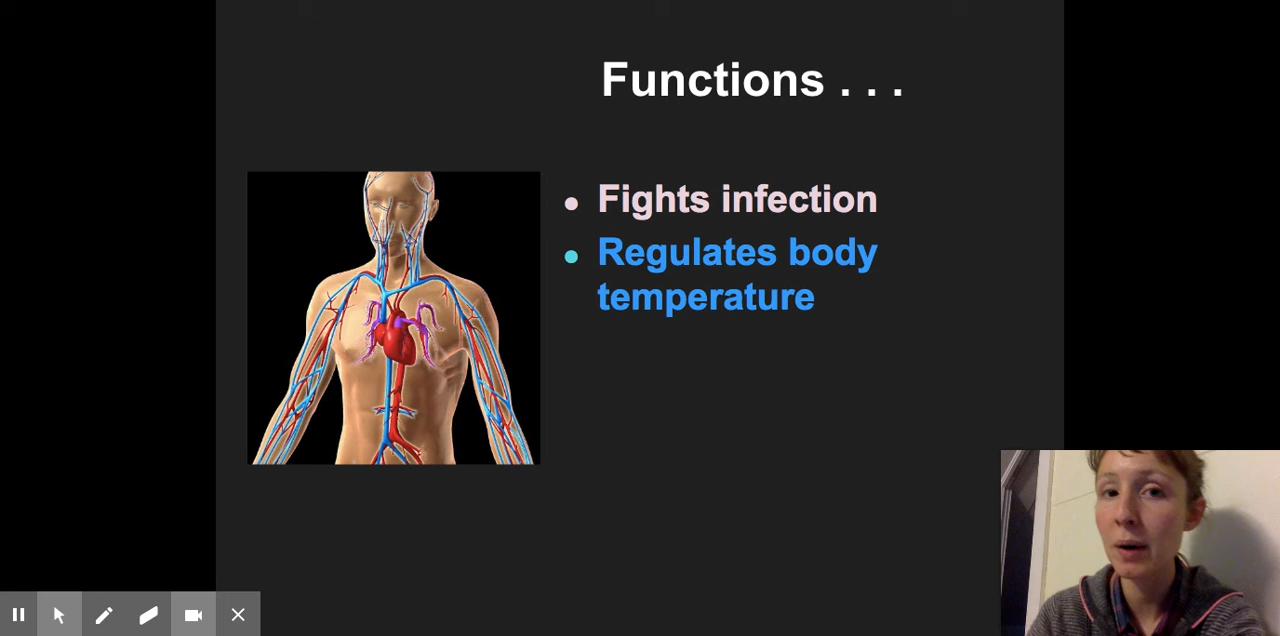 Functions . . .
Fights infection
Regulates body
temperature